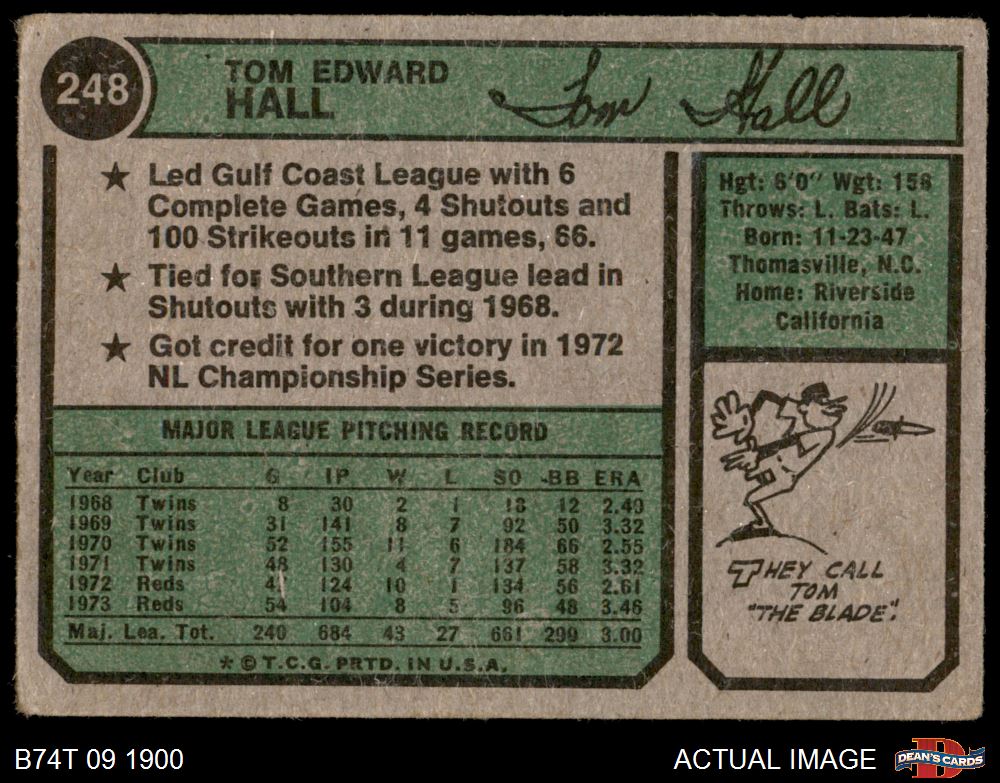 248
TOM EDWARD
HALL
Tom Hall
★ Led Gulf Coast League with 6
Complete Games, 4 Shutouts and
100 Strikeouts in 11 games, 66.
★ Tied for Southern League lead in
Shutouts with 3 during 1968.
★ Got credit for one victory in 1972
NL Championship Series.
Hgt: 6'0" Wgt: 158
Throws: L. Bats: L.
Born: 11-23-47
Thomasville, N.C.
Home: Riverside
California
MAJOR LEAGUE PITCHING RECORD
Year Club G IP W L SO BB ERA
1968 Twins 8 30 2 1 18 12 2.40
1969 Twins 31 141 8 7 92 50 3.32
1970 Twins 52 155 11 6 184 66 2.55
1971 Twins 48 130 4 7 137 58 3.32
1972 Reds 47 124 10 1 134 56 2.61
1973 Reds 54 104 8 5 96 48 3.46
Maj. Lea. Tot. 240 684 43 27 661 290 3.00
* © T.C.G. PRTD. IN U.S.A.
THEY CALL
TOM
"THE BLADE".
B74T 09 1900
ACTUAL IMAGE
D
DEAN'S CARDS